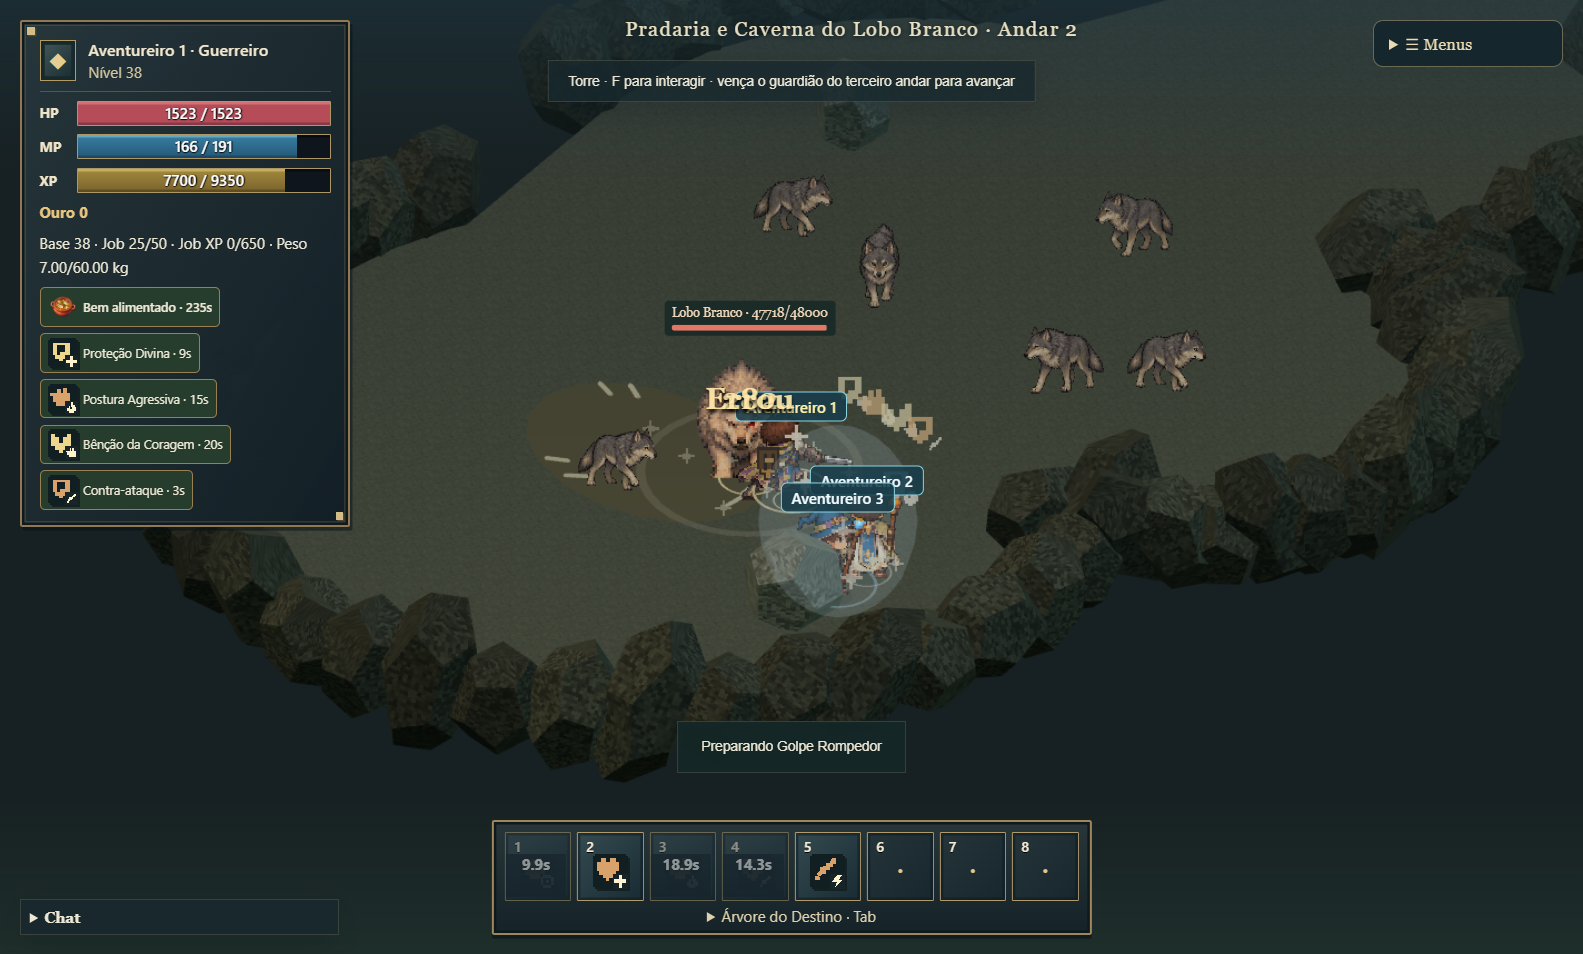 Pradaria e Caverna do Lobo Branco · Andar 2
Torre · F para interagir · vença o guardião do terceiro andar para avançar
☰ Menus
Aventureiro 1 · Guerreiro
Nível 38
HP 1523 / 1523
MP 166 / 191
XP 7700 / 9350
Ouro 0
Base 38 · Job 25/50 · Job XP 0/650 · Peso
7.00/60.00 kg
Bem alimentado · 235s
Proteção Divina · 9s
Postura Agressiva · 15s
Bênção da Coragem · 20s
Contra-ataque · 3s
Lobo Branco · 47718/48000
Aventureiro 1
Aventureiro 2
Aventureiro 3
Preparando Golpe Rompedor
1 2 3 4 5 6 7 8
9.9s 18.9s 14.3s
Árvore do Destino · Tab
Chat